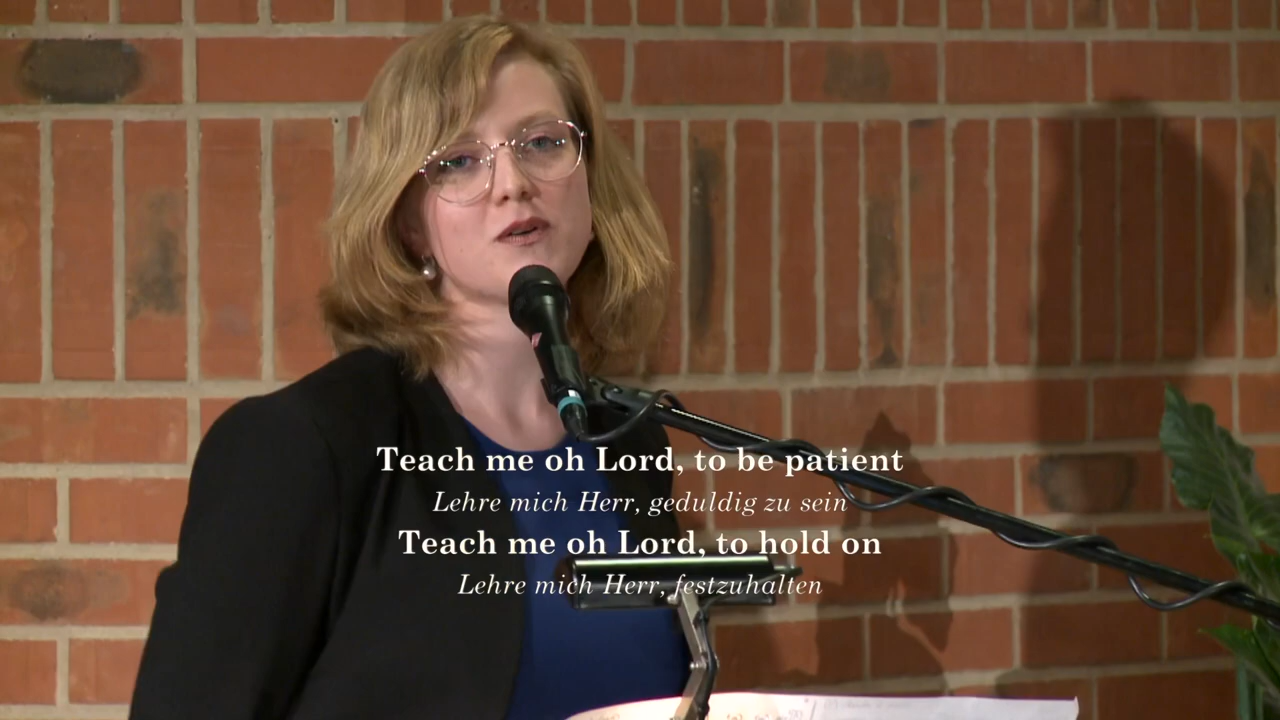 Teach me oh Lord, to be patient
Lehre mich Herr, geduldig zu sein
Teach me oh Lord, to hold on
Lehre mich Herr, festzuhalten